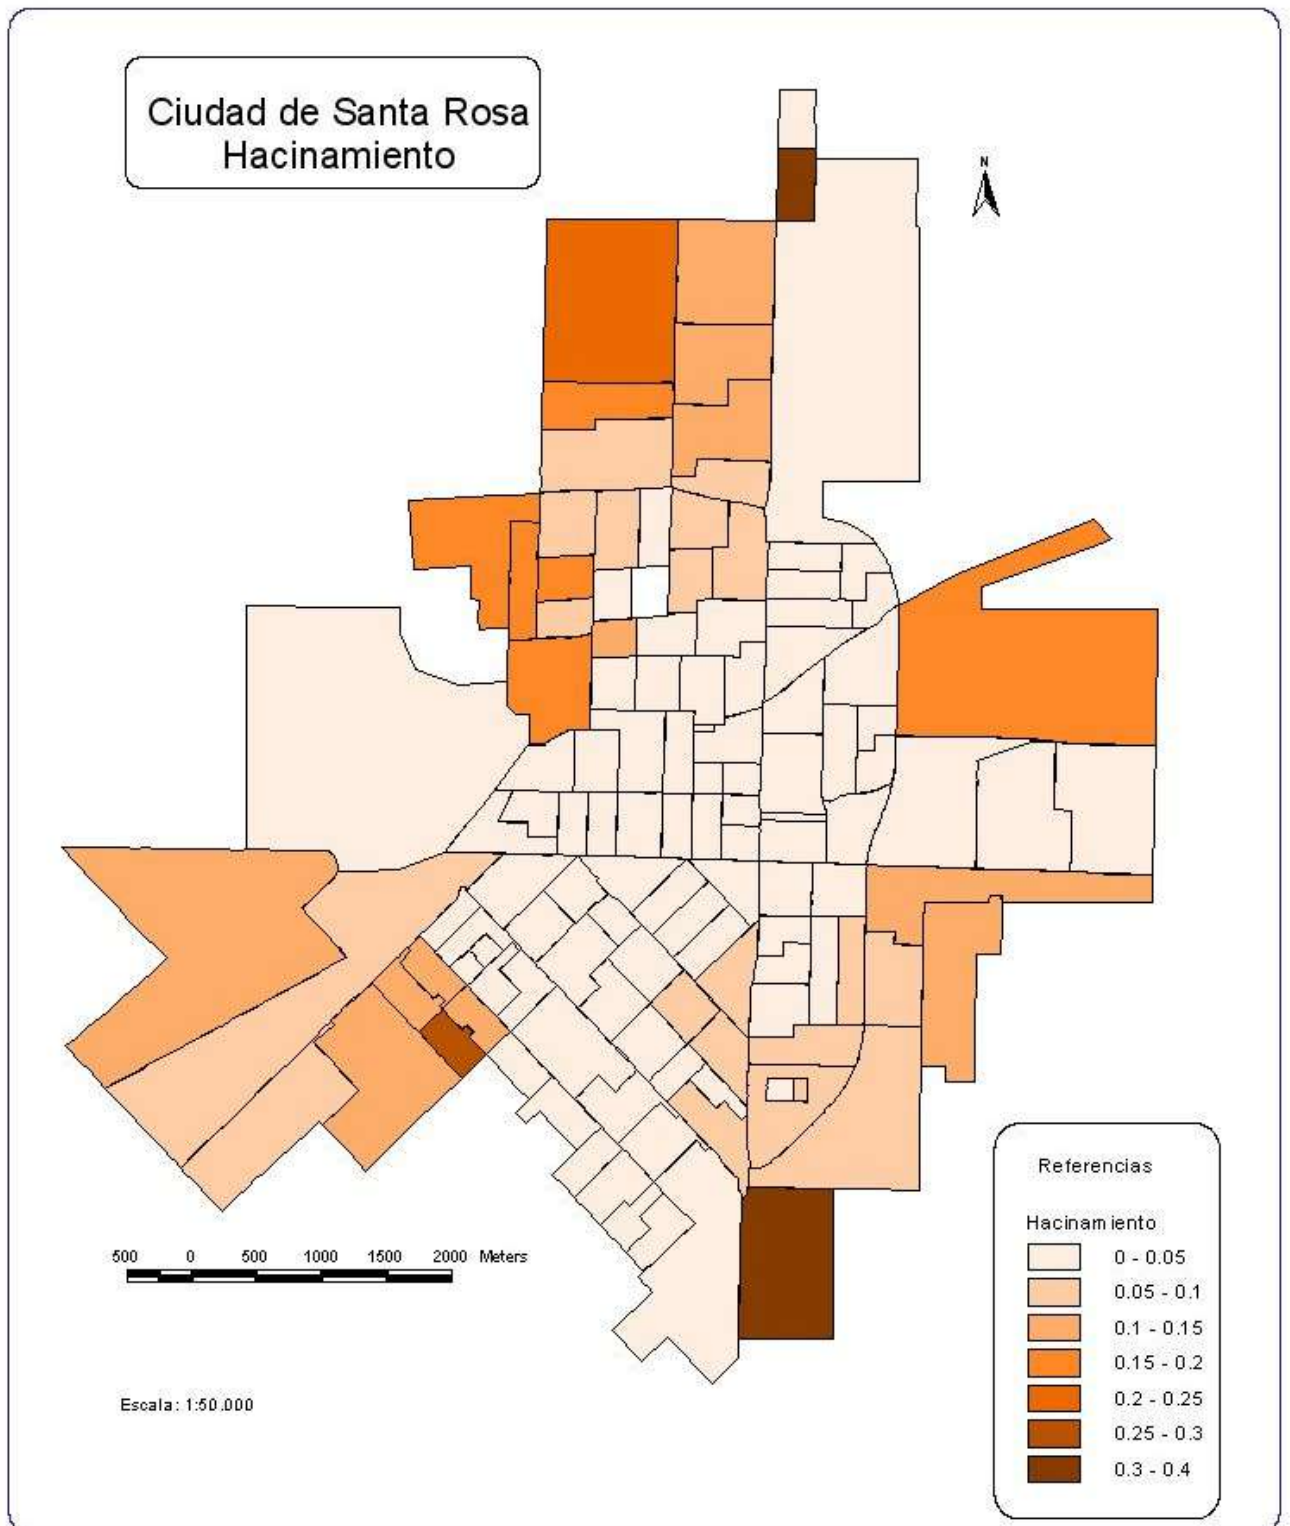 Ciudad de Santa Rosa
Hacinamiento
N
500 0 500 1000 1500 2000 Meters
Escala: 1:50.000
Referencias
Hacinamiento
0 - 0.05
0.05 - 0.1
0.1 - 0.15
0.15 - 0.2
0.2 - 0.25
0.25 - 0.3
0.3 - 0.4